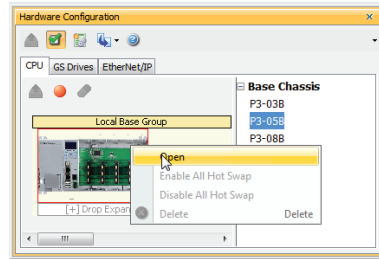 Hardware Configuration
CPU GS Drives EtherNet/IP
Local Base Group
[+] Drop Expan
Base Chassis
P3-03B
P3-05B
P3-08B
Open
Enable All Hot Swap
Disable All Hot Swap
Delete Delete